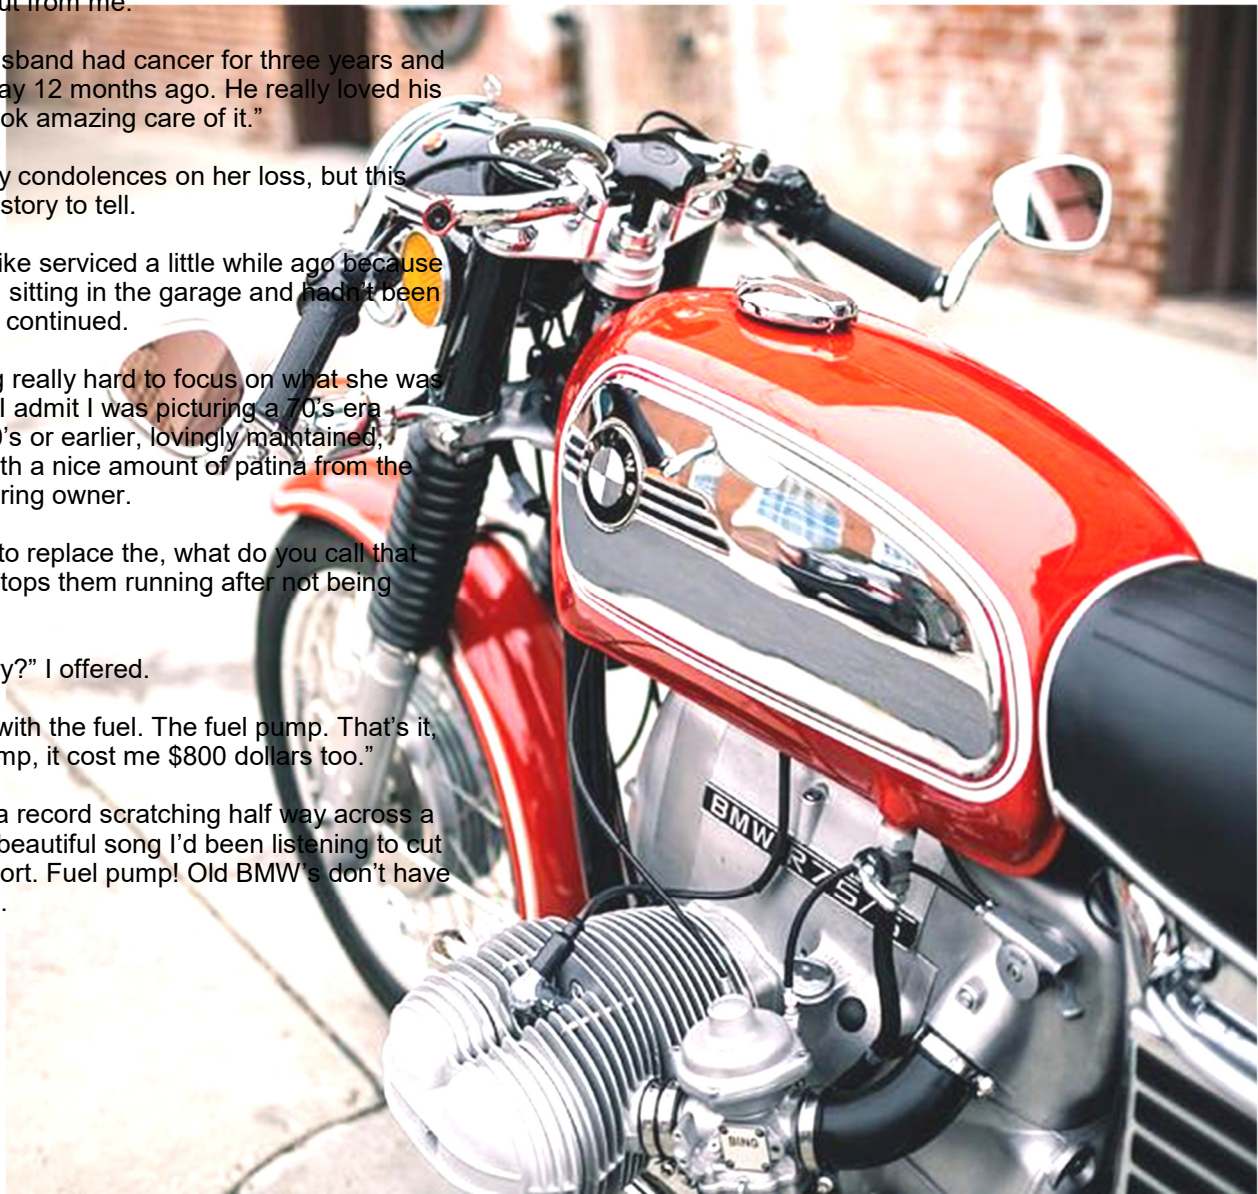 ut from me.
sband had cancer for three years and
ay 12 months ago. He really loved his
ok amazing care of it.”
y condolences on her loss, but this
story to tell.
ike serviced a little while ago because
sitting in the garage and hadn’t been
continued.
g really hard to focus on what she was
I admit I was picturing a 70’s era
0’s or earlier, lovingly maintained,
th a nice amount of patina from the
ring owner.
to replace the, what do you call that
tops them running after not being
y?” I offered.
with the fuel. The fuel pump. That’s it,
mp, it cost me $800 dollars too.”
a record scratching half way across a
beautiful song I’d been listening to cut
ort. Fuel pump! Old BMW’s don’t have
.
BMW R75/5
BING